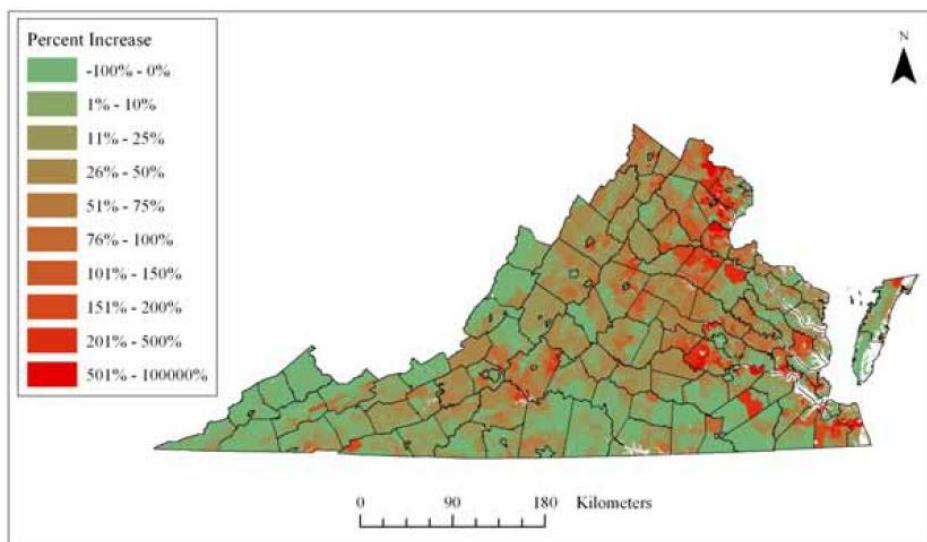 Percent Increase
-100% - 0%
1% - 10%
11% - 25%
26% - 50%
51% - 75%
76% - 100%
101% - 150%
151% - 200%
201% - 500%
501% - 100000%
N
0 90 180 Kilometers